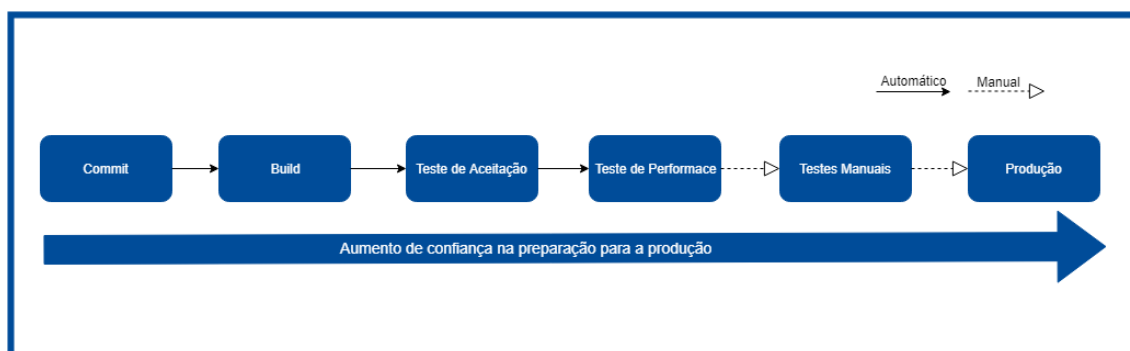 Automático
Manual
Commit
Build
Teste de Aceitação
Teste de Performace
Testes Manuais
Produção
Aumento de confiança na preparação para a produção